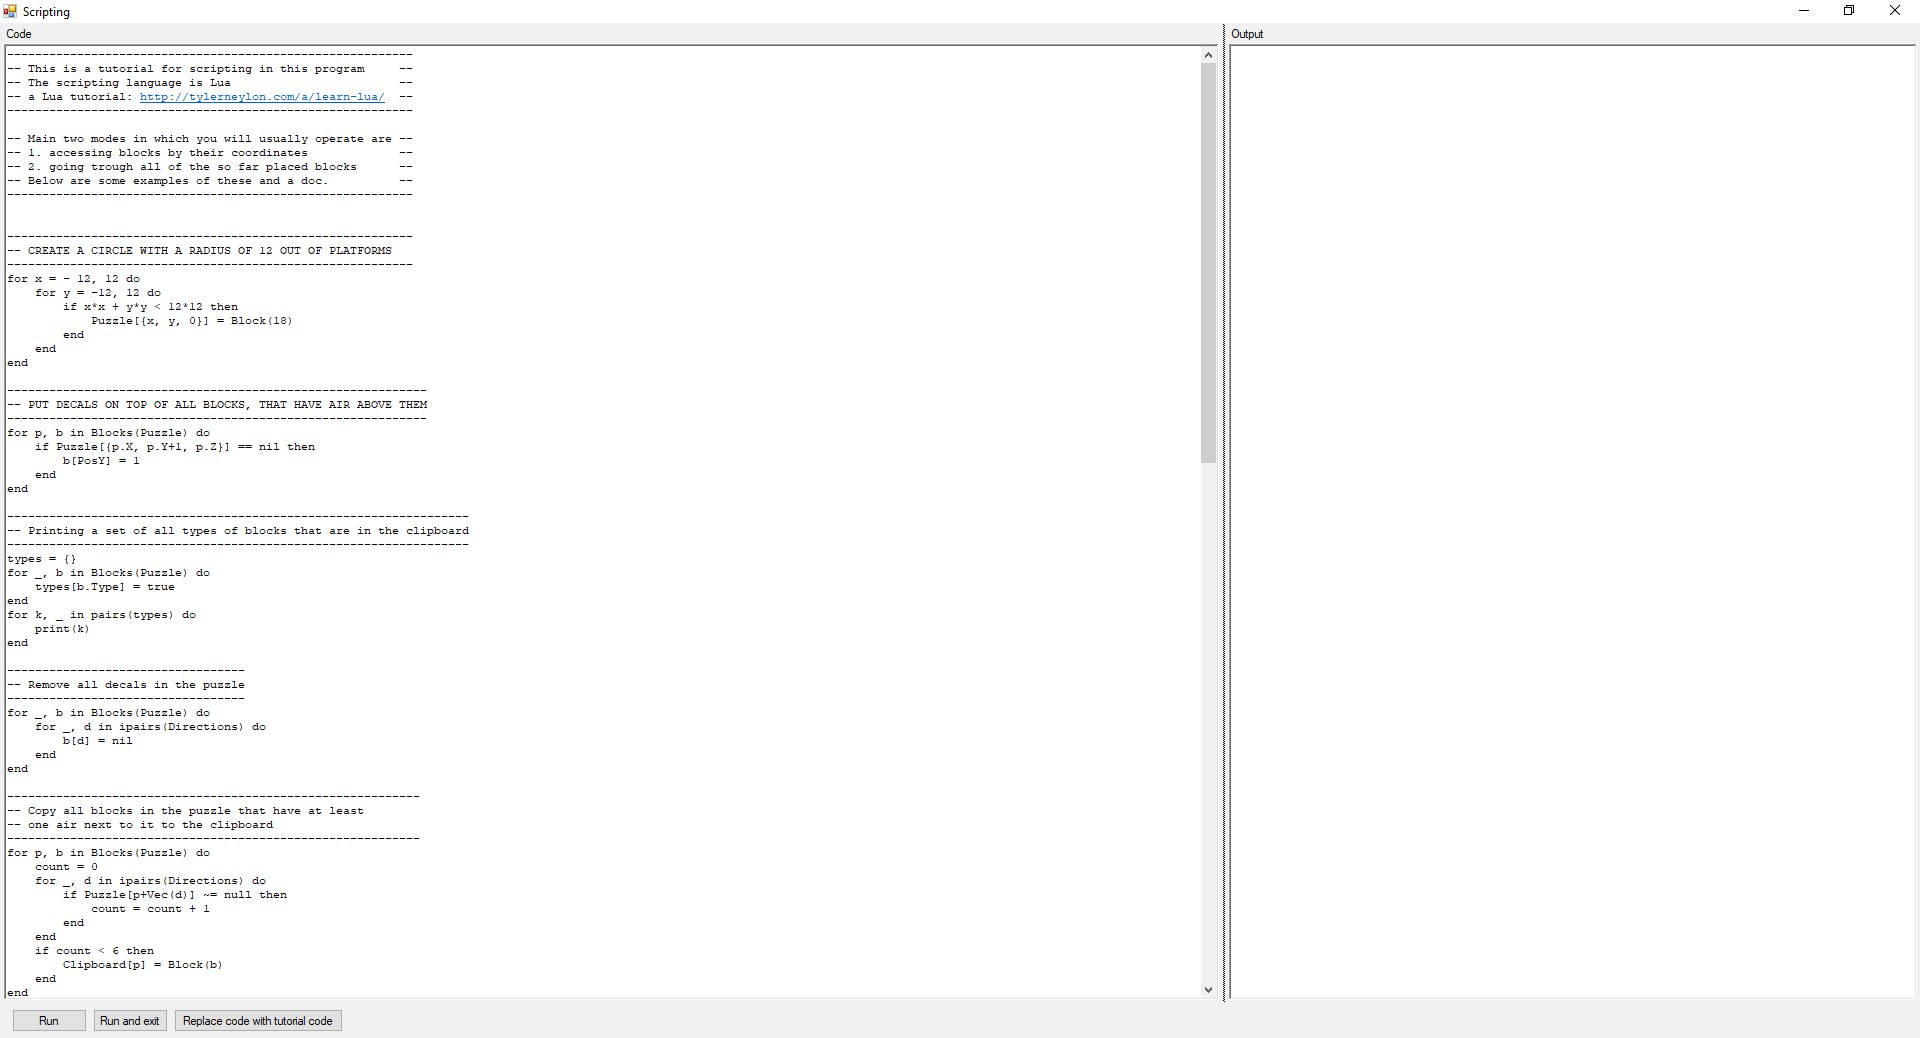 Scripting
Code
Output
----------------------------------------------------------
-- This is a tutorial for scripting in this program     --
-- The scripting language is Lua                        --
-- a Lua tutorial: http://tylerneylon.com/a/learn-lua/  --
----------------------------------------------------------
-- Main two modes in which you will usually operate are --
-- 1. accessing blocks by their coordinates             --
-- 2. going trough all of the so far placed blocks      --
-- Below are some examples of these and a doc.          --
----------------------------------------------------------
----------------------------------------------------------
-- CREATE A CIRCLE WITH A RADIUS OF 12 OUT OF PLATFORMS
----------------------------------------------------------
for x = - 12, 12 do
    for y = -12, 12 do
        if x*x + y*y < 12*12 then
            Puzzle[{x, y, 0}] = Block(18)
        end
    end
end
------------------------------------------------------------
-- PUT DECALS ON TOP OF ALL BLOCKS, THAT HAVE AIR ABOVE THEM
------------------------------------------------------------
for p, b in Blocks(Puzzle) do
    if Puzzle[{p.X, p.Y+1, p.Z}] == nil then
        b[PosY] = 1
    end
end
------------------------------------------------------------------
-- Printing a set of all types of blocks that are in the clipboard
------------------------------------------------------------------
types = {}
for _, b in Blocks(Puzzle) do
    types[b.Type] = true
end
for k, _ in pairs(types) do
    print(k)
end
----------------------------------
-- Remove all decals in the puzzle
----------------------------------
for _, b in Blocks(Puzzle) do
    for _, d in ipairs(Directions) do
        b[d] = nil
    end
end
-----------------------------------------------------------
-- Copy all blocks in the puzzle that have at least
-- one air next to it to the clipboard
-----------------------------------------------------------
for p, b in Blocks(Puzzle) do
    count = 0
    for _, d in ipairs(Directions) do
        if Puzzle[p+Vec(d)] ~= null then
            count = count + 1
        end
    end
    if count < 6 then
        Clipboard[p] = Block(b)
    end
end
Run
Run and exit
Replace code with tutorial code